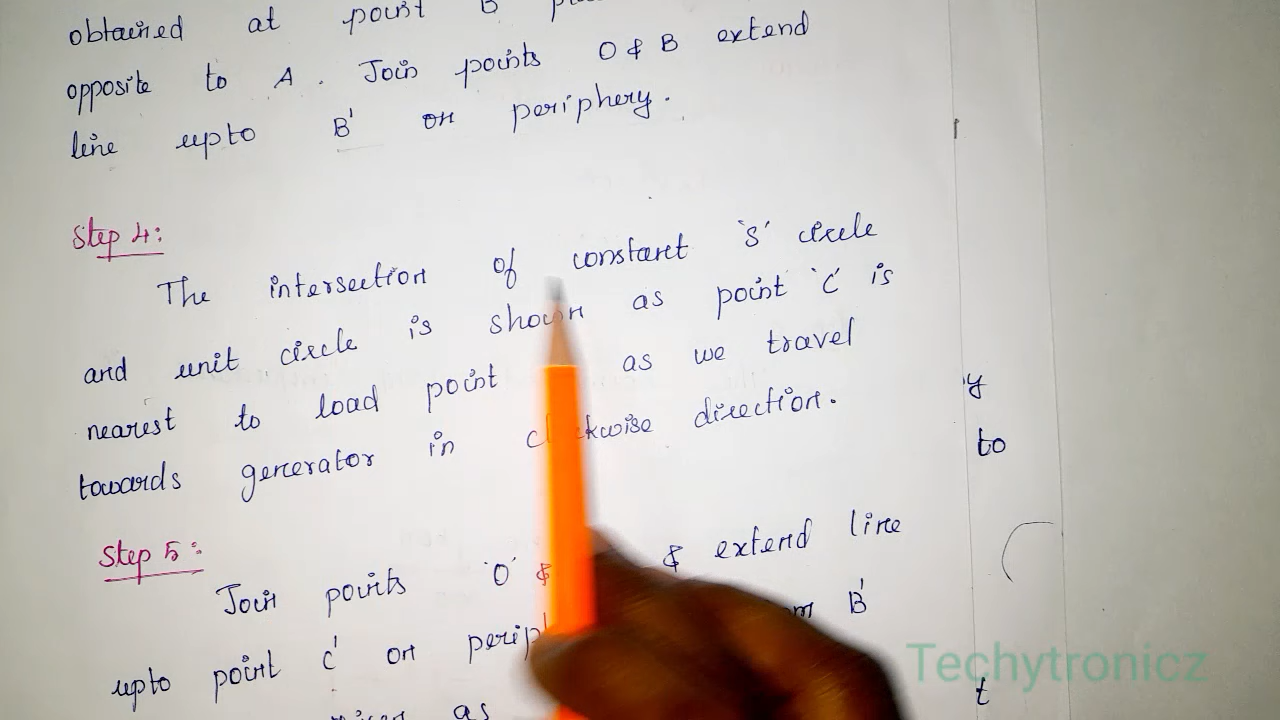 obtained at point B
opposite to A. Join points O & B extend
line upto B' on periphery.
Step 4:
The intersection of constant 'S' circle
and unit circle is shown as point 'C' is
nearest to load point as we travel
towards generator in clockwise direction.
Step 5:
Join points 'O' & & extend line
upto point C' on B'
as
y
to
t
Techytronicz